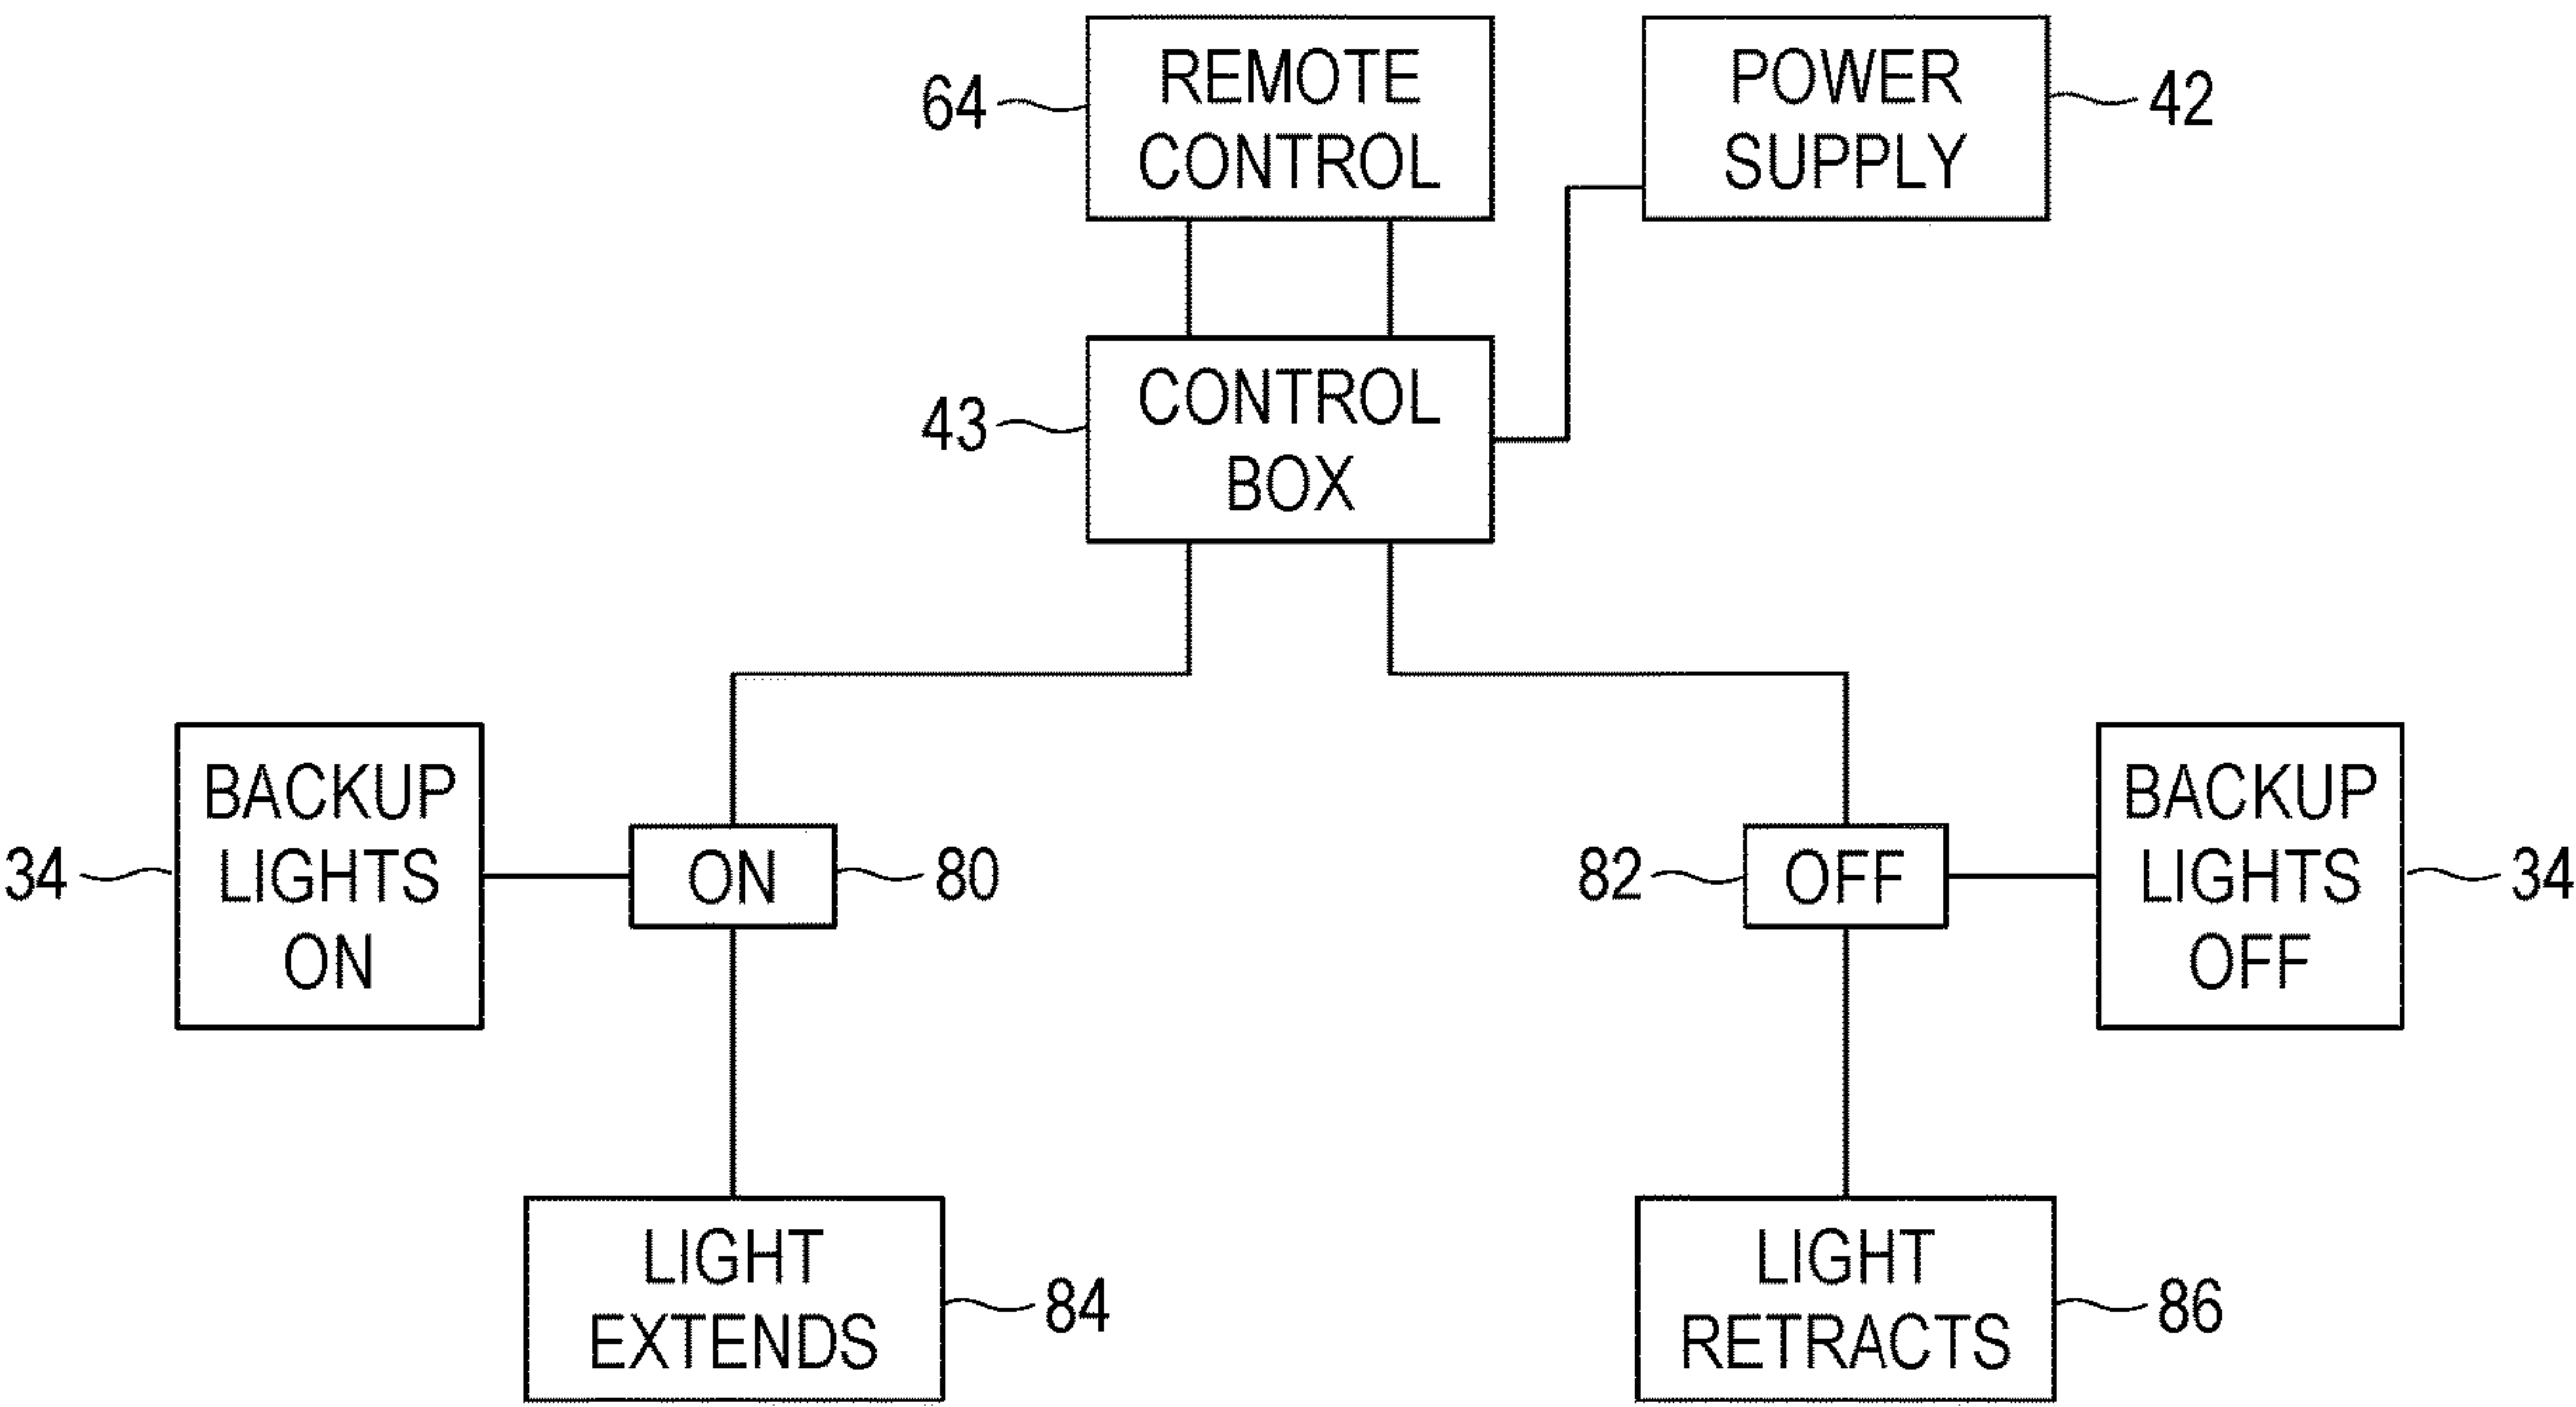 64
REMOTE
CONTROL
POWER
SUPPLY
42
43
CONTROL
BOX
34
BACKUP
LIGHTS
ON
ON
80
82
OFF
BACKUP
LIGHTS
OFF
34
LIGHT
EXTENDS
84
LIGHT
RETRACTS
86